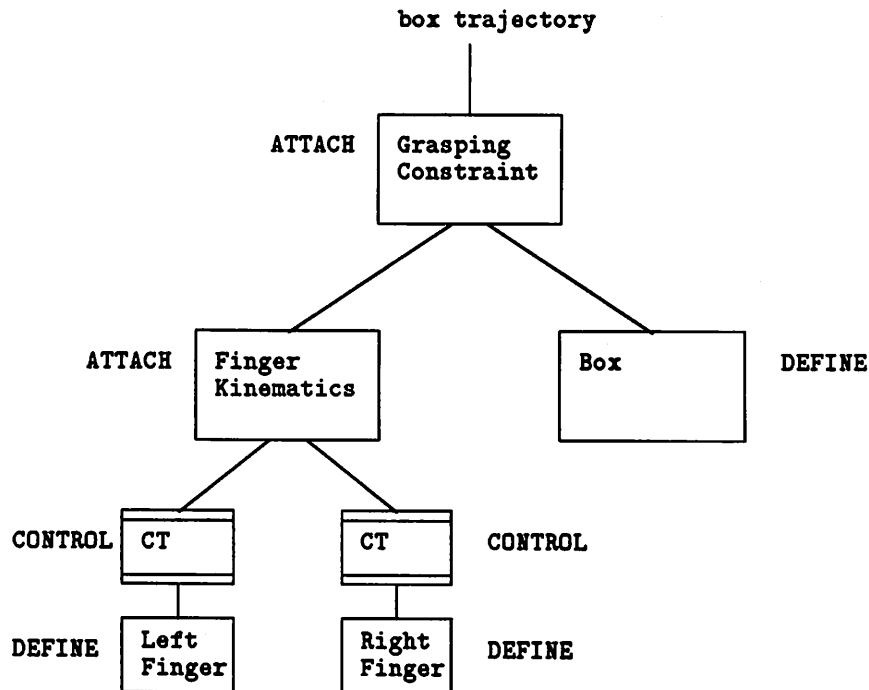 box trajectory
ATTACH
Grasping
Constraint
ATTACH
Finger
Kinematics
Box
DEFINE
CONTROL
CT
CT
CONTROL
DEFINE
Left
Finger
Right
Finger
DEFINE